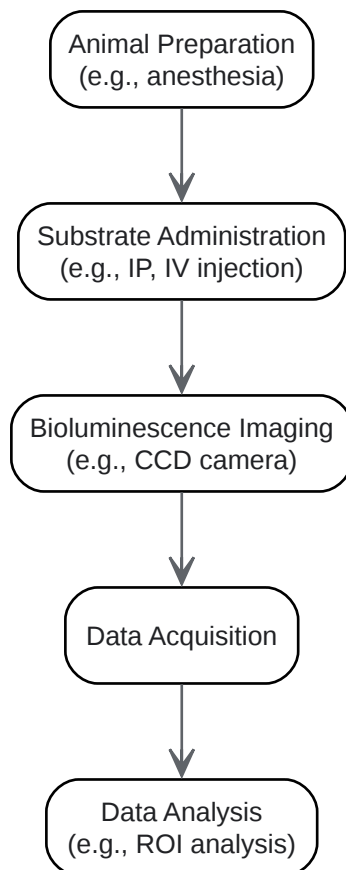 Animal Preparation
(e.g., anesthesia)
Substrate Administration
(e.g., IP, IV injection)
Bioluminescence Imaging
(e.g., CCD camera)
Data Acquisition
Data Analysis
(e.g., ROI analysis)